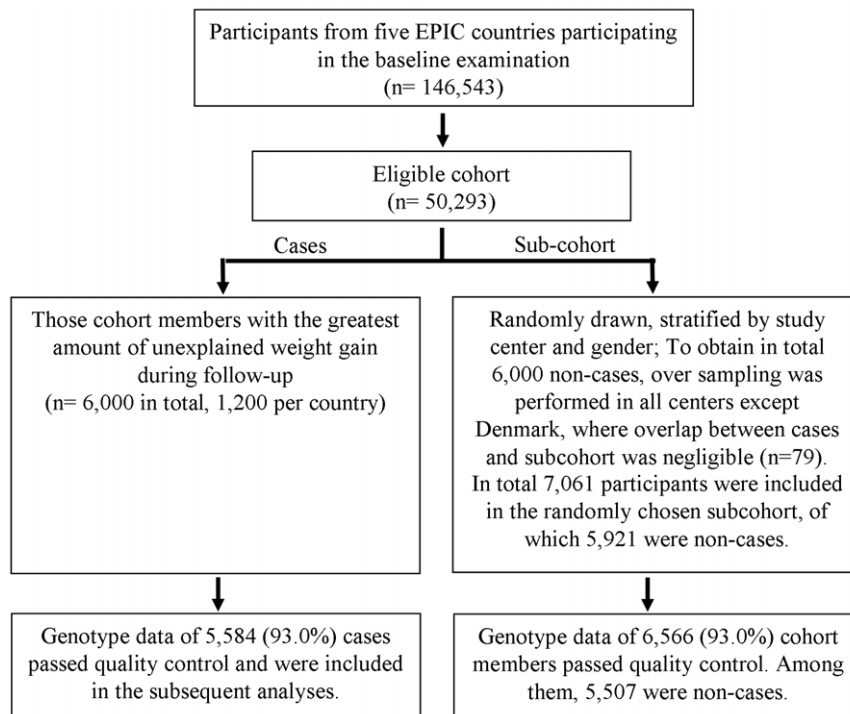 Participants from five EPIC countries participating
in the baseline examination
(n= 146,543)
Eligible cohort
(n= 50,293)
Cases
Sub-cohort
Those cohort members with the greatest
amount of unexplained weight gain
during follow-up
(n= 6,000 in total, 1,200 per country)
Randomly drawn, stratified by study
center and gender; To obtain in total
6,000 non-cases, over sampling was
performed in all centers except
Denmark, where overlap between cases
and subcohort was negligible (n=79).
In total 7,061 participants were included
in the randomly chosen subcohort, of
which 5,921 were non-cases.
Genotype data of 5,584 (93.0%) cases
passed quality control and were included
in the subsequent analyses.
Genotype data of 6,566 (93.0%) cohort
members passed quality control. Among
them, 5,507 were non-cases.